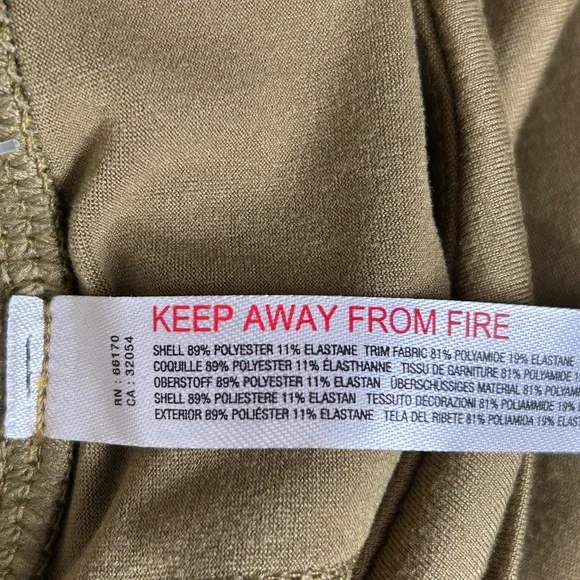 KEEP AWAY FROM FIRE
SHELL 89% POLYESTER 11% ELASTANE TRIM FABRIC 81% POLYAMIDE 19% ELASTANE
COQUILLE 89% POLYESTER 11% ÉLASTHANNE TISSU DE GARNITURE 81% POLYAMIDE
OBERSTOFF 89% POLYESTER 11% ELASTAN ÜBERSCHÜSSIGES MATERIAL 81%
SHELL 89% POLIESTERE 11% ELASTAN TESSUTO DECORAZIONI 81% POLIAMMIDE 19%
EXTERIOR 89% POLIÉSTER 11% ELASTANE TELA DEL RIBETE 81% POLIAMIDA 19%
RN : 86170
CA : 32054